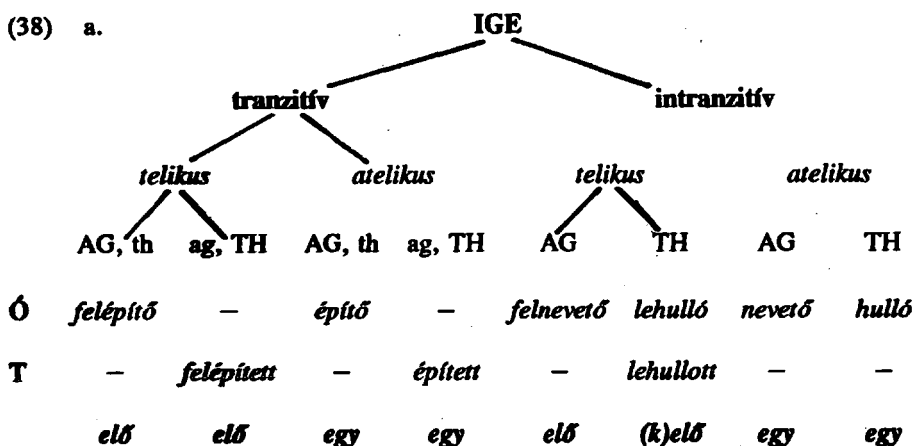 (38) a. IGE
tranzitív intranzitív
telikus atelikus telikus atelikus
AG, th ag, TH AG, th ag, TH AG TH AG TH
Ó felépítő – építő – felnevető lehulló nevető hulló
T – felépített – épített – lehullott – –
elő elő egy egy elő (k)elő egy egy